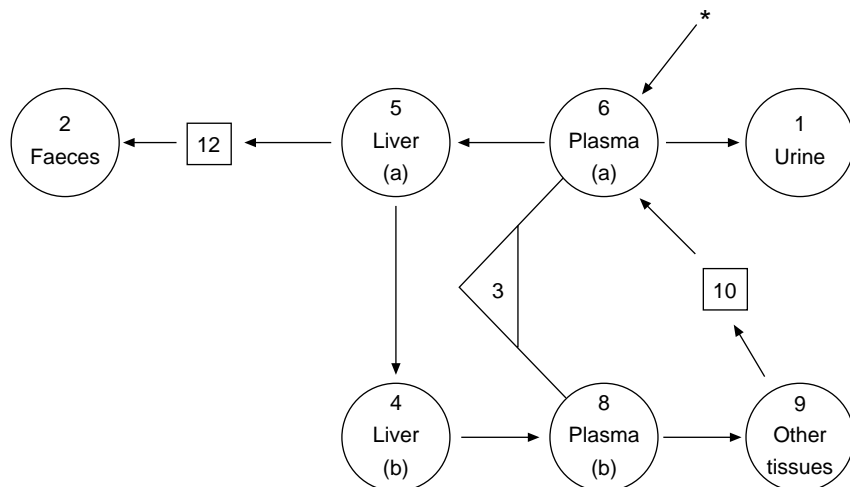 *
2
Faeces
12
5
Liver
(a)
6
Plasma
(a)
1
Urine
3
10
4
Liver
(b)
8
Plasma
(b)
9
Other
tissues